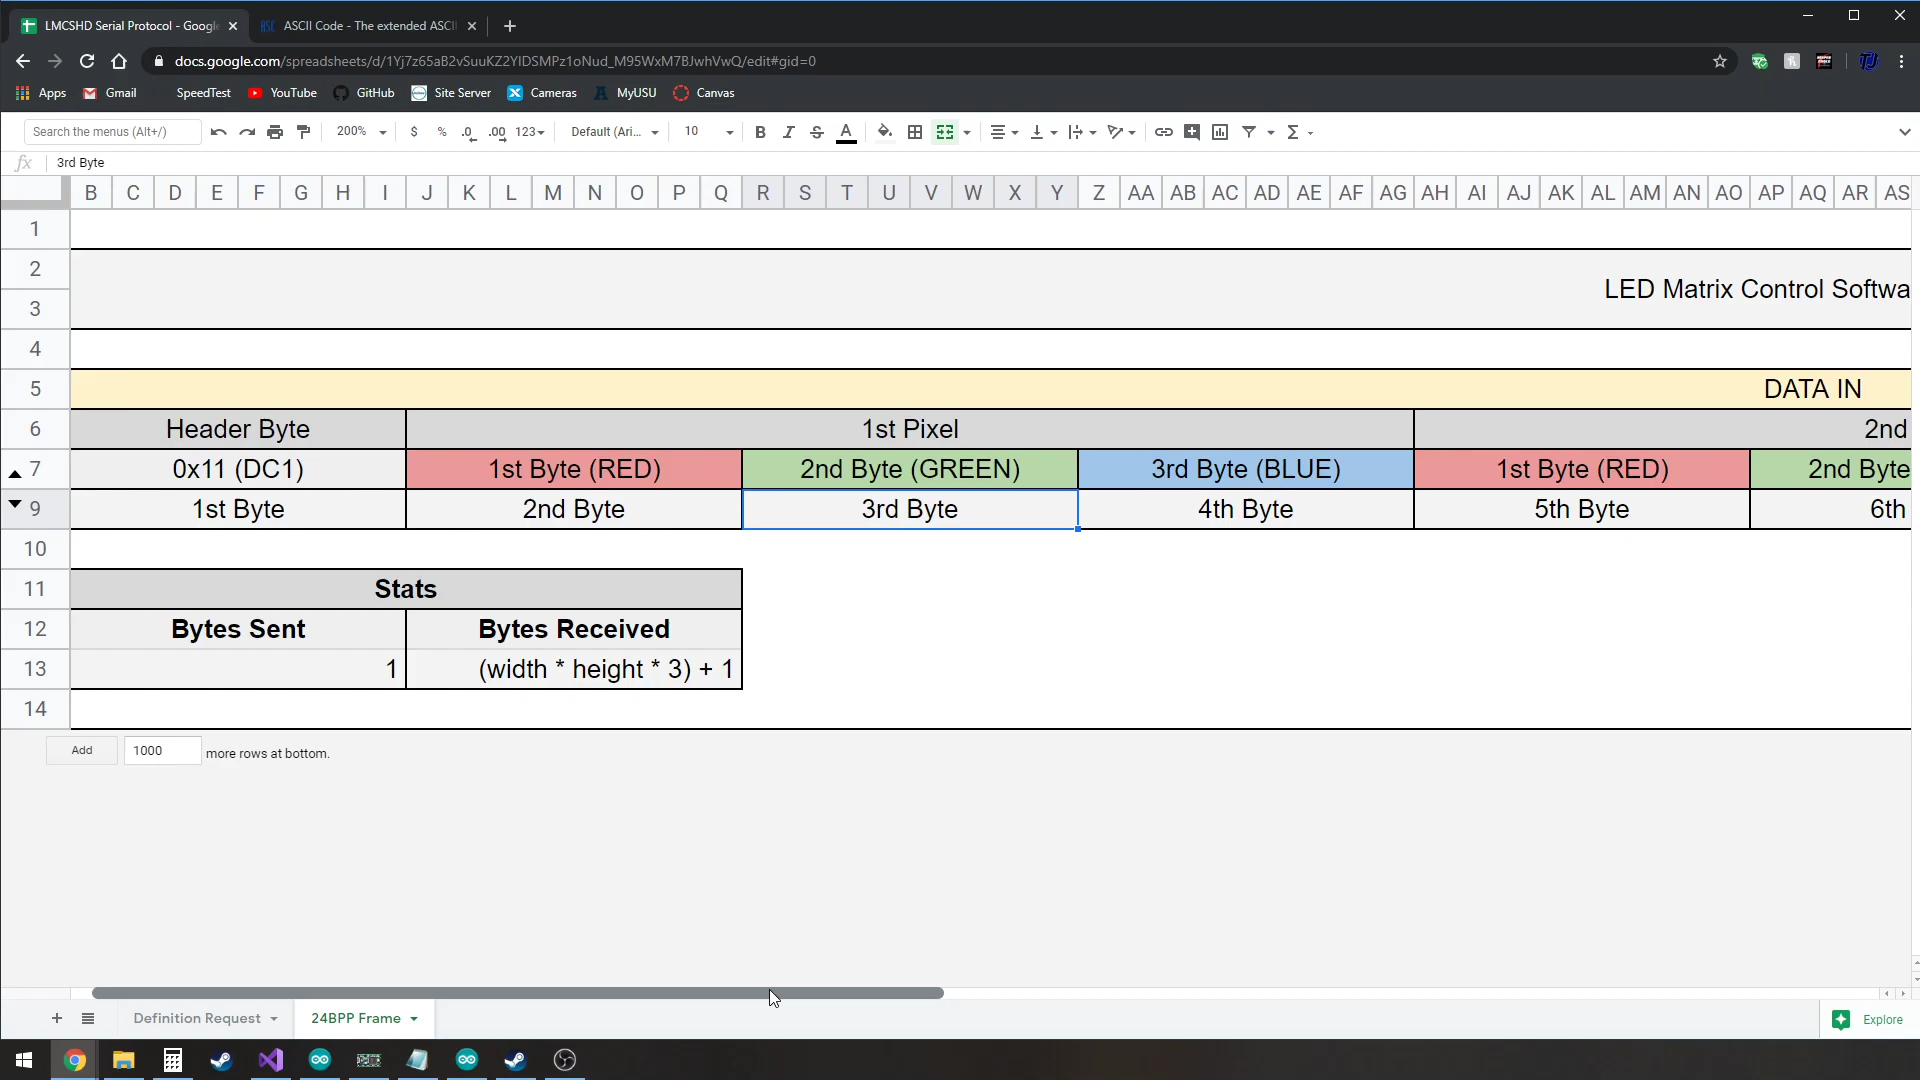 LMCSHD Serial Protocol - Google
ASCII Code - The extended ASCII
docs.google.com/spreadsheets/d/1Yj7z65aB2vSuuKZ2YIDSMPz1oNud_M95WxM7BJwhVwQ/edit#gid=0
Apps Gmail SpeedTest YouTube GitHub Site Server Cameras MyUSU Canvas
Search the menus (Alt+/) 200% $ % .0 .00 123 Default (Ari... 10 B I S A Σ
fx 3rd Byte
B C D E F G H I J K L M N O P Q R S T U V W X Y Z AA AB AC AD AE AF AG AH AI AJ AK AL AM AN AO AP AQ AR AS
1
2
LED Matrix Control Softwa
3
4
5 DATA IN
6 Header Byte 1st Pixel 2nd
7 0x11 (DC1) 1st Byte (RED) 2nd Byte (GREEN) 3rd Byte (BLUE) 1st Byte (RED) 2nd Byte
9 1st Byte 2nd Byte 3rd Byte 4th Byte 5th Byte 6th
10
11 Stats
12 Bytes Sent Bytes Received
13 1 (width * height * 3) + 1
14
Add 1000 more rows at bottom.
Definition Request 24BPP Frame Explore